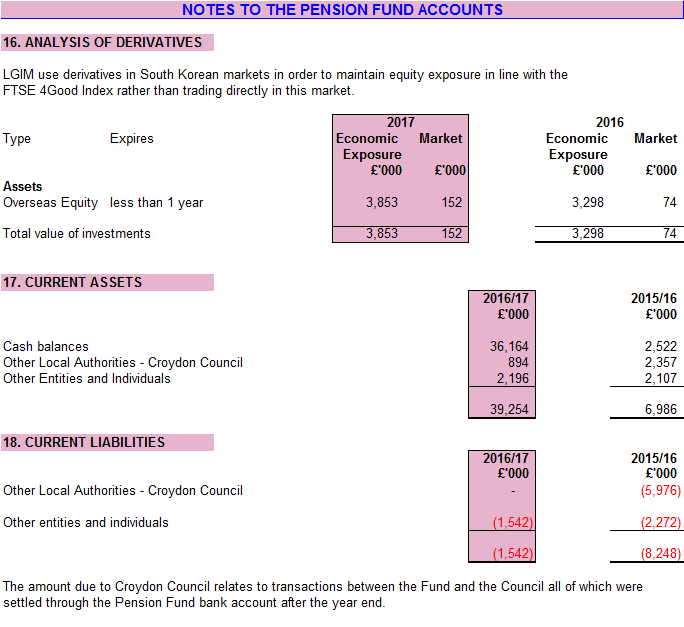 NOTES TO THE PENSION FUND ACCOUNTS
16. ANALYSIS OF DERIVATIVES
LGIM use derivatives in South Korean markets in order to maintain equity exposure in line with the
FTSE 4Good Index rather than trading directly in this market.
2017 2016
Type Expires Economic Market Economic Market
Exposure Exposure
£'000 £'000 £'000 £'000
Assets
Overseas Equity less than 1 year 3,853 152 3,298 74
Total value of investments 3,853 152 3,298 74
17. CURRENT ASSETS
2016/17 2015/16
£'000 £'000
Cash balances 36,164 2,522
Other Local Authorities - Croydon Council 894 2,357
Other Entities and Individuals 2,196 2,107
39,254 6,986
18. CURRENT LIABILITIES
2016/17 2015/16
£'000 £'000
Other Local Authorities - Croydon Council - (5,976)
Other entities and individuals (1,542) (2,272)
(1,542) (8,248)
The amount due to Croydon Council relates to transactions between the Fund and the Council all of which were
settled through the Pension Fund bank account after the year end.